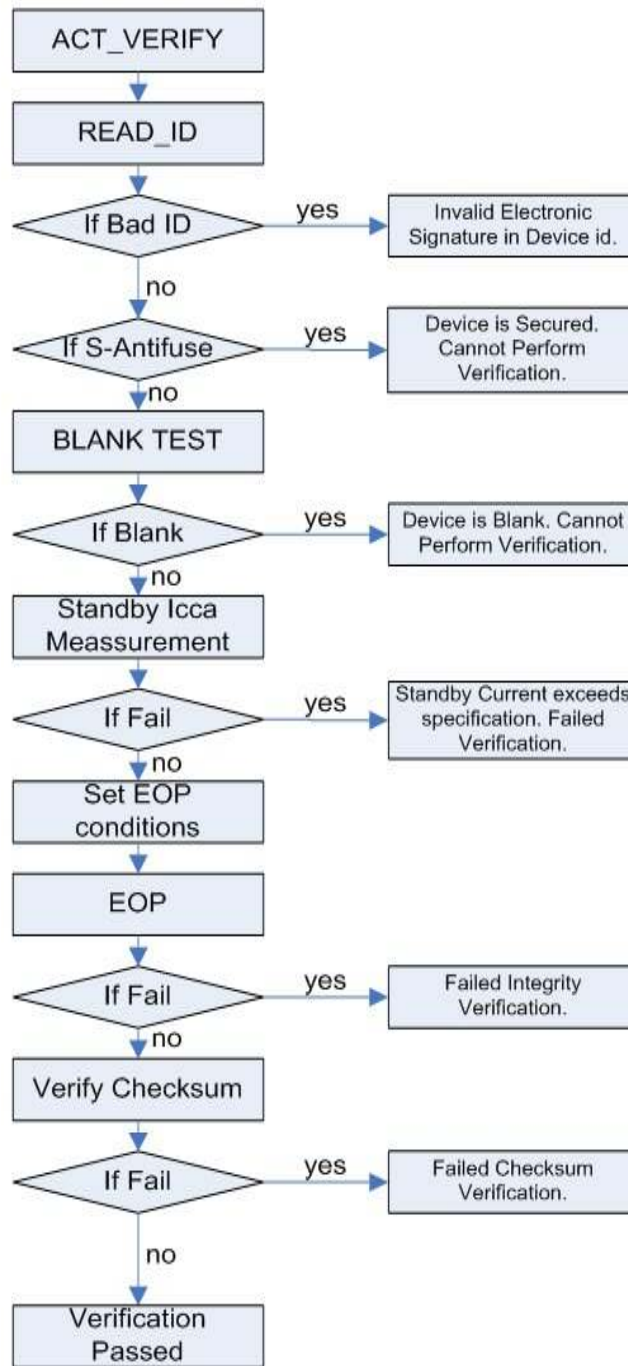 ACT_VERIFY
READ_ID
If Bad ID
yes
Invalid Electronic
Signature in Device id.
no
If S-Antifuse
yes
Device is Secured.
Cannot Perform
Verification.
no
BLANK TEST
If Blank
yes
Device is Blank. Cannot
Perform Verification.
no
Standby Icca
Meassurement
If Fail
yes
Standby Current exceeds
specification. Failed
Verification.
no
Set EOP
conditions
EOP
If Fail
yes
Failed Integrity
Verification.
no
Verify Checksum
If Fail
yes
Failed Checksum
Verification.
no
Verification
Passed